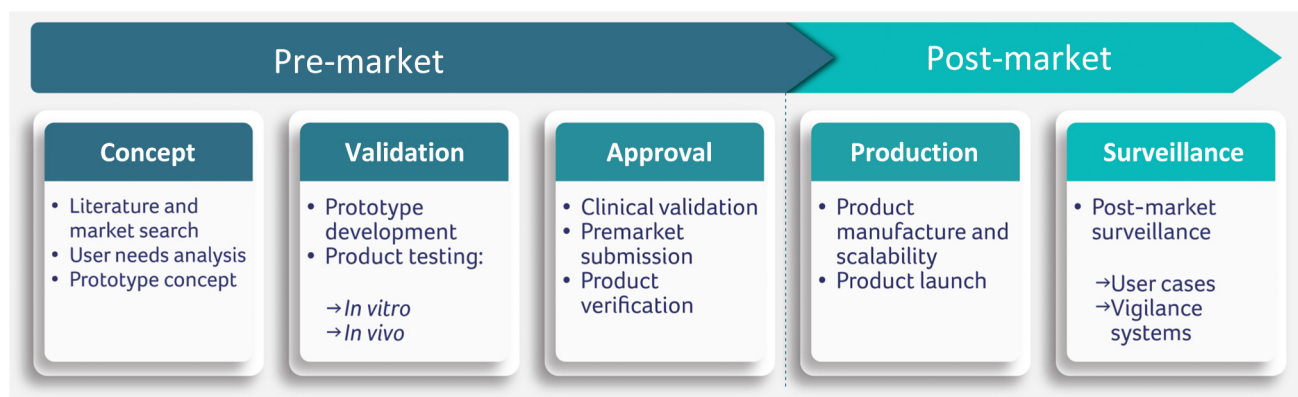 Pre-market
Post-market
Concept
• Literature and
market search
• User needs analysis
• Prototype concept
Validation
• Prototype
development
• Product testing:
→In vitro
→In vivo
Approval
• Clinical validation
• Premarket
submission
• Product
verification
Production
• Product
manufacture and
scalability
• Product launch
Surveillance
• Post-market
surveillance
→User cases
→Vigilance
systems